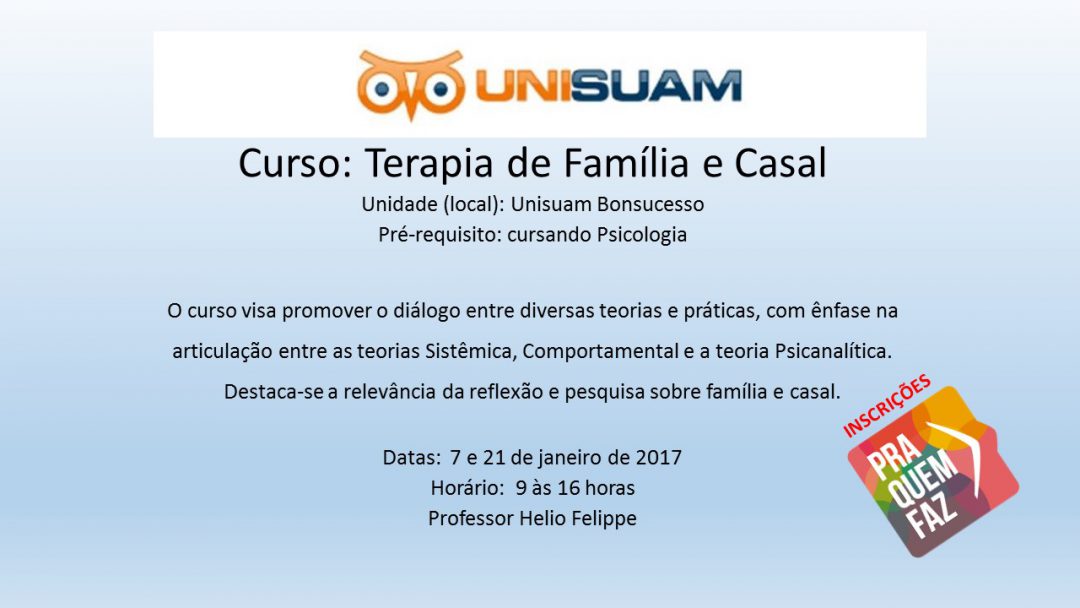 UNISUAM
Curso: Terapia de Família e Casal
Unidade (local): Unisuam Bonsucesso
Pré-requisito: cursando Psicologia
O curso visa promover o diálogo entre diversas teorias e práticas, com ênfase na
articulação entre as teorias Sistêmica, Comportamental e a teoria Psicanalítica.
Destaca-se a relevância da reflexão e pesquisa sobre família e casal.
Datas: 7 e 21 de janeiro de 2017
Horário: 9 às 16 horas
Professor Helio Felippe
INSCRIÇÕES
PRA
QUEM
FAZ